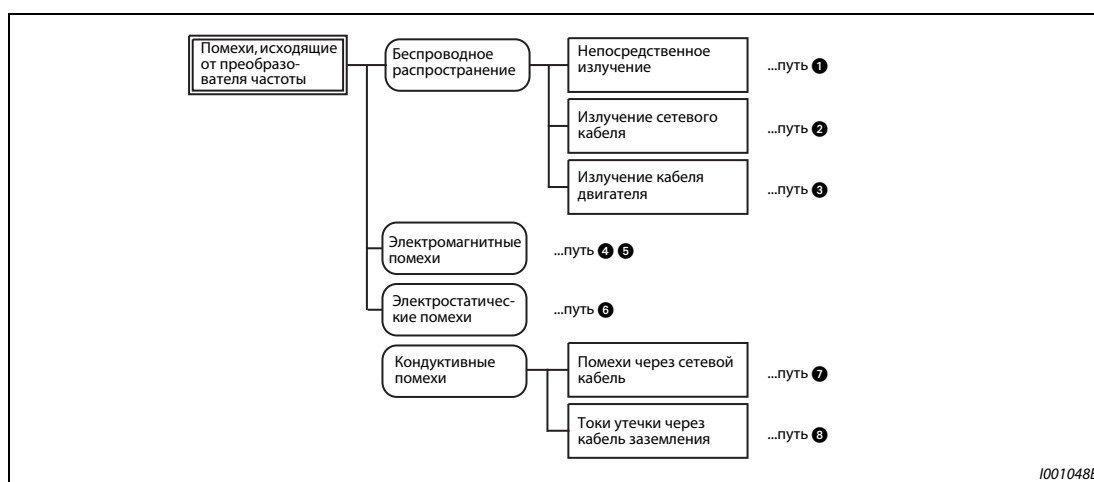 Помехи, исходящие
от преобразо-
вателя частоты
Беспроводное
распространение
Непосредственное
излучение
...путь ❶
Излучение сетевого
кабеля
...путь ❷
Излучение кабеля
двигателя
...путь ❸
Электромагнитные
помехи
...путь ❹ ❺
Электростатичес-
кие помехи
...путь ❻
Кондуктивные
помехи
Помехи через сетевой
кабель
...путь ❼
Токи утечки через
кабель заземления
...путь ❽
I001048E